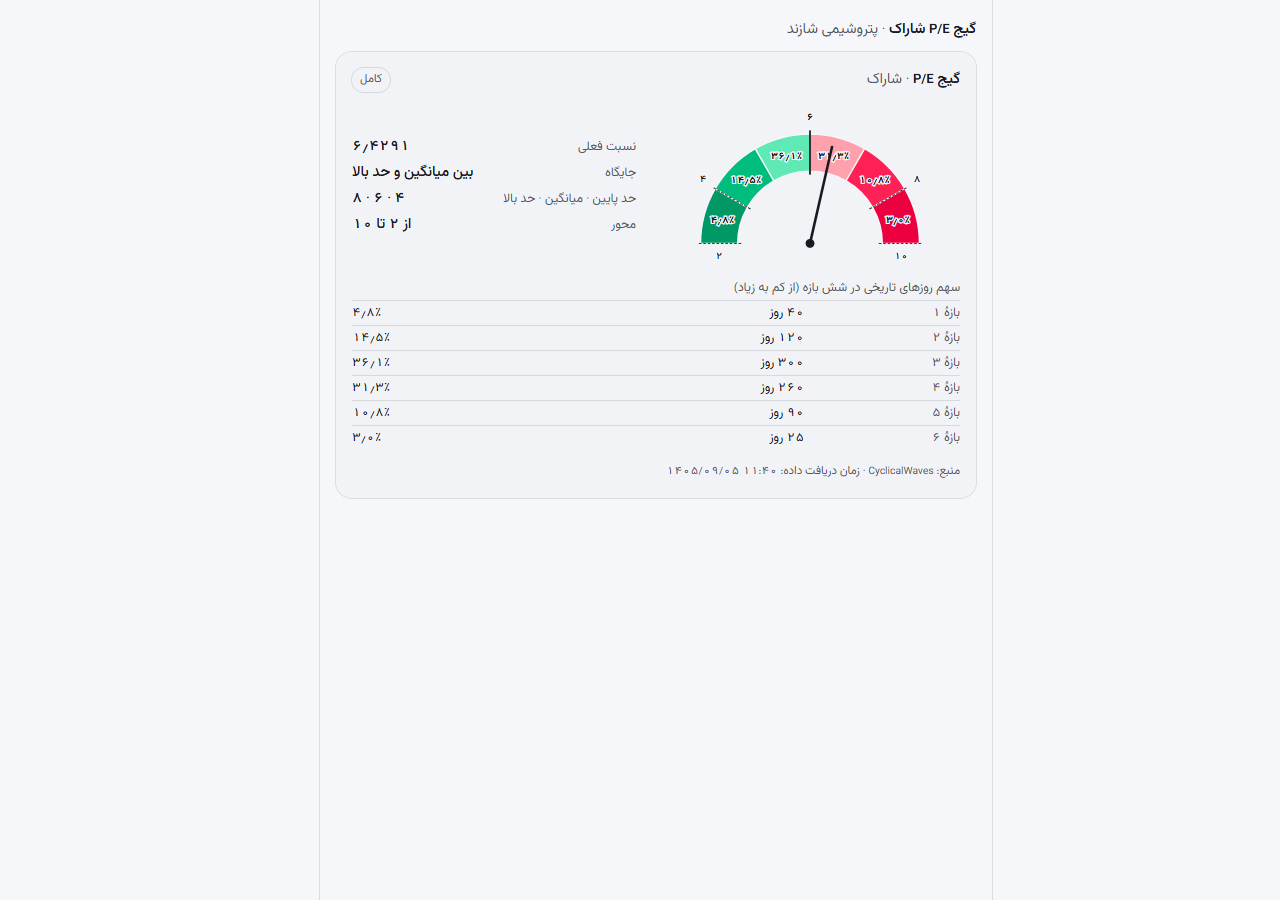 گیج P/E شاراک · پتروشیمی شازند
گیج P/E · شاراک
کامل
۶
۳۶٫۱٪
۳۱٫۳٪
۱۴٫۵٪
۱۰٫۸٪
۴
۸
۴٫۸٪
۳٫۰٪
۲
۱۰
نسبت فعلی ۶٫۴۲۹۱
جایگاه بین میانگین و حد بالا
حد پایین · میانگین · حد بالا ۴ · ۶ · ۸
محور از ۲ تا ۱۰
سهم روزهای تاریخی در شش بازه (از کم به زیاد)
بازهٔ ۱ ۴۰ روز ۴٫۸٪
بازهٔ ۲ ۱۲۰ روز ۱۴٫۵٪
بازهٔ ۳ ۳۰۰ روز ۳۶٫۱٪
بازهٔ ۴ ۲۶۰ روز ۳۱٫۳٪
بازهٔ ۵ ۹۰ روز ۱۰٫۸٪
بازهٔ ۶ ۲۵ روز ۳٫۰٪
منبع: CyclicalWaves · زمان دریافت داده: ۱۴۰۵/۰۹/۰۵ ۱۱:۴۰